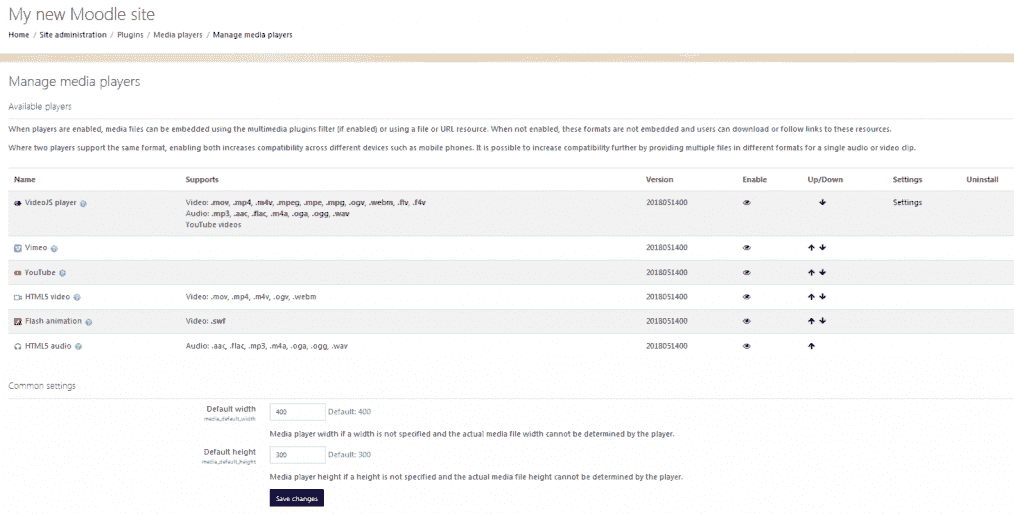 My new Moodle site
Home / Site administration / Plugins / Media players / Manage media players
Manage media players
Available players
When players are enabled, media files can be embedded using the multimedia plugins filter (if enabled) or using a file or URL resource. When not enabled, these formats are not embedded and users can download or follow links to these resources.
Where two players support the same format, enabling both increases compatibility across different devices such as mobile phones. It is possible to increase compatibility further by providing multiple files in different formats for a single audio or video clip.
Name Supports Version Enable Up/Down Settings Uninstall
VideoJS player Video: .mov, .mp4, .m4v, .mpeg, .mpe, .mpg, .ogv, .webm, .flv, .f4v 2018051400 Settings
Audio: .mp3, .aac, .flac, .m4a, .oga, .ogg, .wav
YouTube videos
Vimeo 2018051400
YouTube 2018051400
HTML5 video Video: .mov, .mp4, .m4v, .ogv, .webm 2018051400
Flash animation Video: .swf 2018051400
HTML5 audio Audio: .aac, .flac, .mp3, .m4a, .oga, .ogg, .wav 2018051400
Common settings
Default width 400 Default: 400
media_default_width
Media player width if a width is not specified and the actual media file width cannot be determined by the player.
Default height 300 Default: 300
media_default_height
Media player height if a height is not specified and the actual media file height cannot be determined by the player.
Save changes